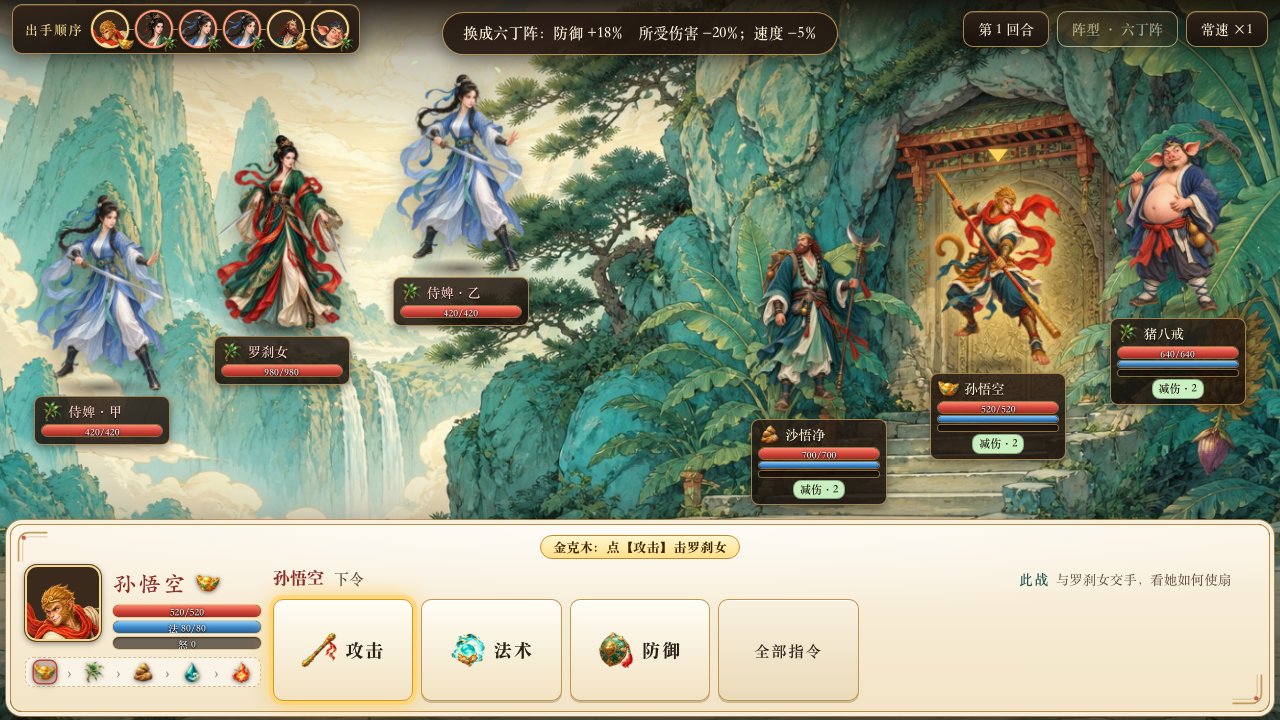 出手顺序
换成六丁阵：防御 +18%　所受伤害 −20%；速度 −5%
第 1 回合
阵型 · 六丁阵
常速 ×1
侍婢·乙
420/420
罗刹女
980/980
侍婢·甲
420/420
猪八戒
640/640
减伤 · 2
孙悟空
520/520
减伤 · 2
沙悟净
700/700
减伤 · 2
金克木：点【攻击】击罗刹女
孙悟空
520/520
法 80/80
怒 0
孙悟空 下令
此战 与罗刹女交手，看她如何使扇
攻击
法术
防御
全部指令